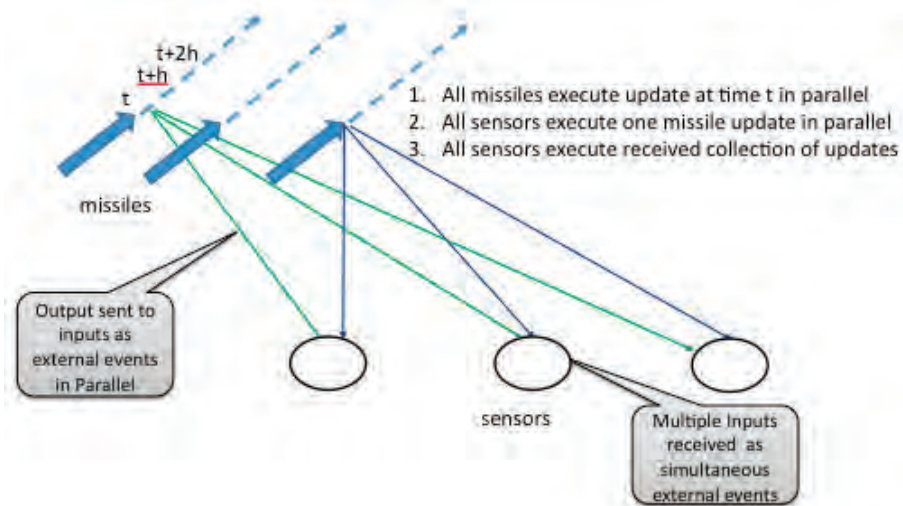 t+2h
t+h
t
1. All missiles execute update at time t in parallel
2. All sensors execute one missile update in parallel
3. All sensors execute received collection of updates
missiles
Output sent to
inputs as
external events
in Parallel
sensors
Multiple Inputs
received as
simultaneous
external events